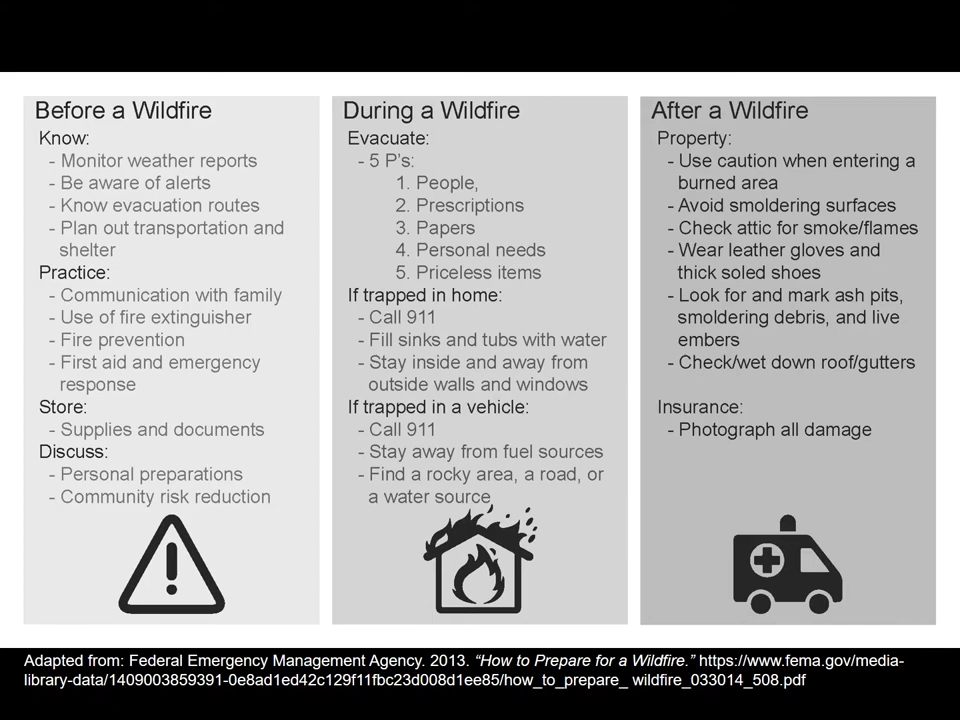 Before a Wildfire
Know:
- Monitor weather reports
- Be aware of alerts
- Know evacuation routes
- Plan out transportation and
shelter
Practice:
- Communication with family
- Use of fire extinguisher
- Fire prevention
- First aid and emergency
response
Store:
- Supplies and documents
Discuss:
- Personal preparations
- Community risk reduction
During a Wildfire
Evacuate:
- 5 P's:
1. People,
2. Prescriptions
3. Papers
4. Personal needs
5. Priceless items
If trapped in home:
- Call 911
- Fill sinks and tubs with water
- Stay inside and away from
outside walls and windows
If trapped in a vehicle:
- Call 911
- Stay away from fuel sources
- Find a rocky area, a road, or
a water source
After a Wildfire
Property:
- Use caution when entering a
burned area
- Avoid smoldering surfaces
- Check attic for smoke/flames
- Wear leather gloves and
thick soled shoes
- Look for and mark ash pits,
smoldering debris, and live
embers
- Check/wet down roof/gutters
Insurance:
- Photograph all damage
Adapted from: Federal Emergency Management Agency. 2013. “How to Prepare for a Wildfire.” https://www.fema.gov/media-
library-data/1409003859391-0e8ad1ed42c129f11fbc23d008d1ee85/how_to_prepare_ wildfire_033014_508.pdf